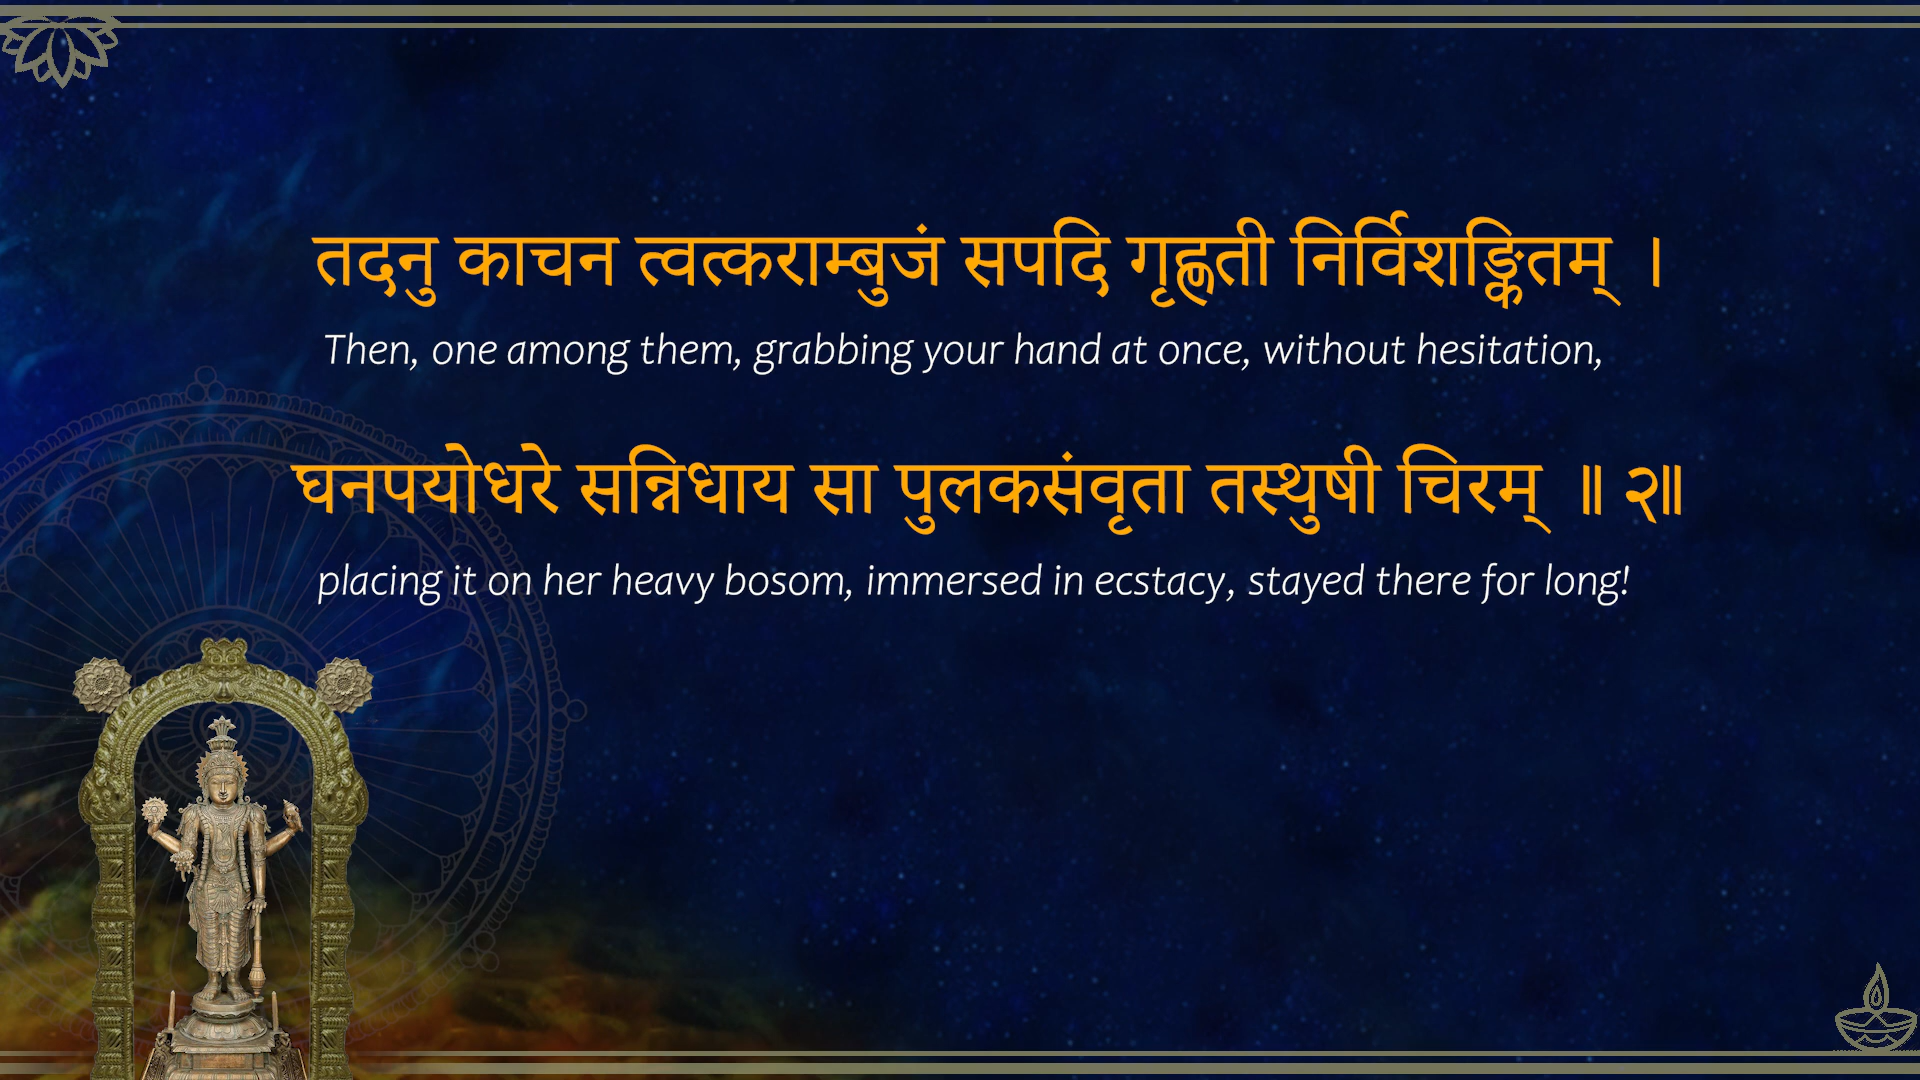 तदनु काचन त्वत्कराम्बुजं सपदि गृह्णती निर्विशङ्कितम् ।
Then, one among them, grabbing your hand at once, without hesitation,
घनपयोधरे सन्निधाय सा पुलकसंवृता तस्थुषी चिरम् ॥ २॥
placing it on her heavy bosom, immersed in ecstacy, stayed there for long!